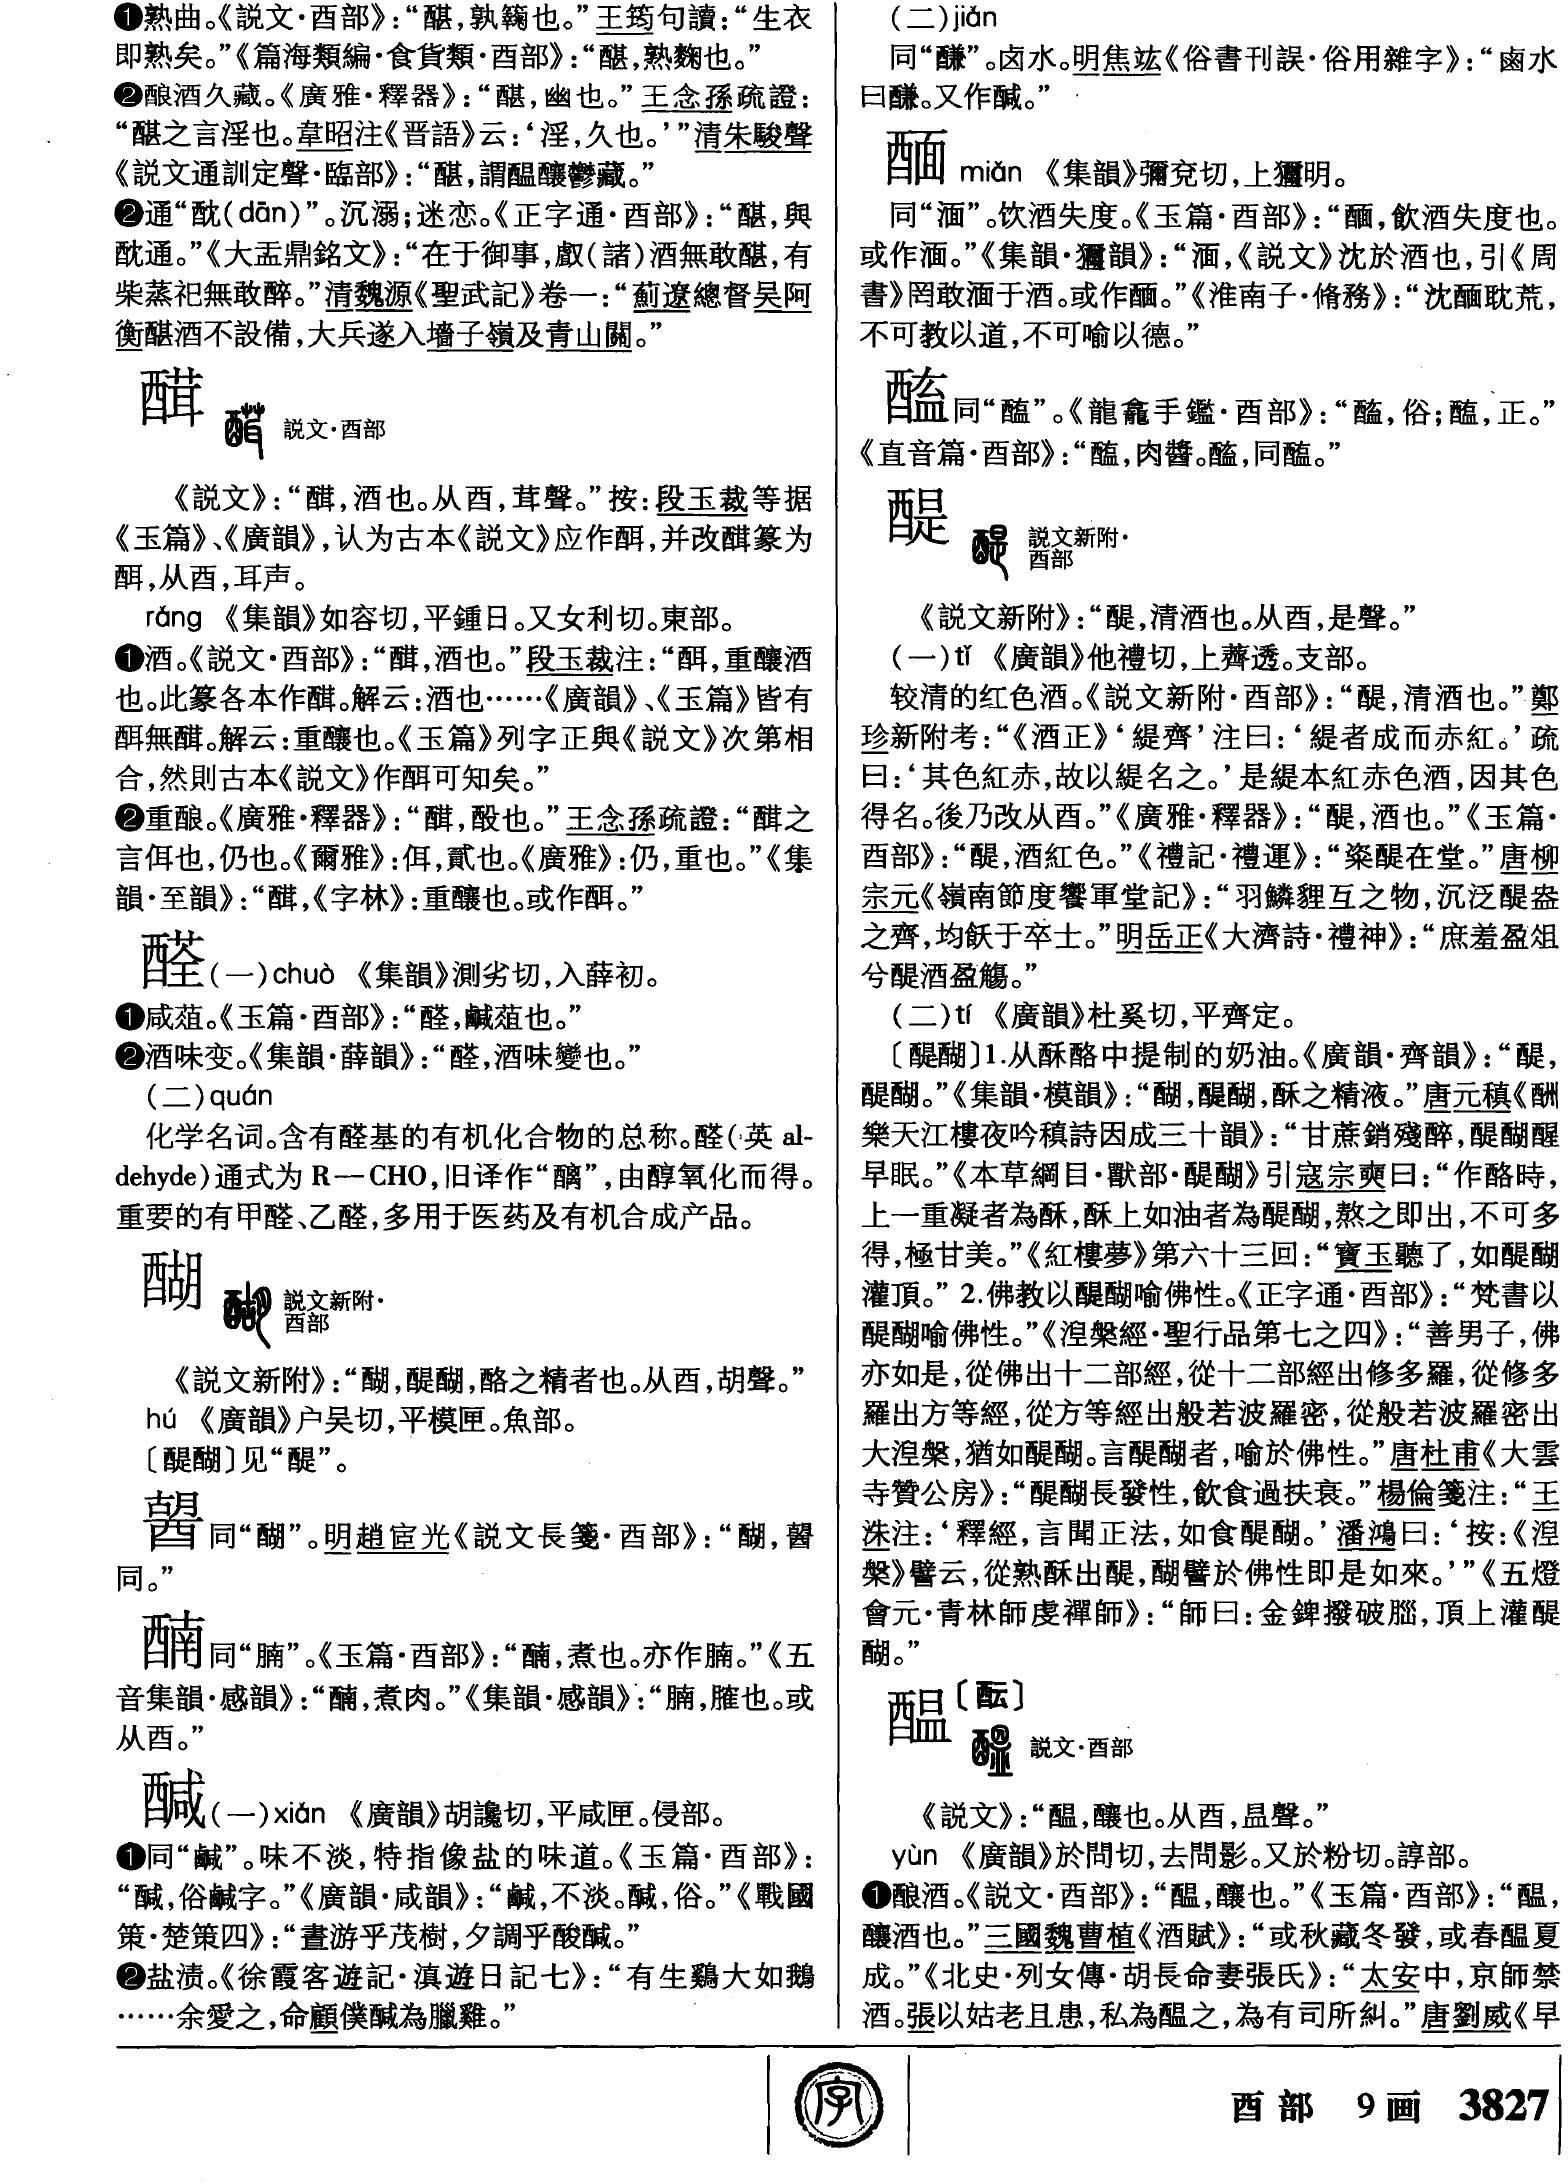 ❶熟曲。《説文·酉部》：“醓，孰䴷也。”王筠句讀：“生衣
即熟矣。”《篇海類編·食貨類·酉部》：“醓，熟麴也。”
❷酿酒久藏。《廣雅·釋器》：“醓，幽也。”王念孫疏證：
“醓之言淫也。韋昭注《晋語》云：‘淫，久也。’”清朱駿聲
《説文通訓定聲·臨部》：“醓，謂醖釀鬱藏。”
❷通“酖(dān)”。沉溺；迷恋。《正字通·酉部》：“醓，與
酖通。”《大盂鼎銘文》：“在于御事，䖒(諸)酒無敢醓，有
柴蒸祀無敢醉。”清魏源《聖武記》卷一：“薊遼總督吴阿
衡醓酒不設備，大兵遂入墻子嶺及青山關。”
説文·酉部
《説文》：“醀，酒也。从酉，茸聲。”按：段玉裁等据
《玉篇》、《廣韻》，认为古本《説文》应作酻，并改醀篆为
酻，从酉，耳声。
rǒng 《集韻》如容切，平鍾日。又女利切。東部。
❶酒。《説文·酉部》：“醀，酒也。”段玉裁注：“酻，重釀酒
也。此篆各本作醀。解云：酒也……《廣韻》、《玉篇》皆有
酻無醀。解云：重釀也。《玉篇》列字正與《説文》次第相
合，然則古本《説文》作酻可知矣。”
❷重酿。《廣雅·釋器》：“醀，酘也。”王念孫疏證：“醀之
言佴也，仍也。《爾雅》：佴，貳也。《廣雅》：仍，重也。”《集
韻·至韻》：“醀，《字林》：重釀也。或作酻。”
醛(一)chuò 《集韻》測劣切，入薛初。
❶咸菹。《玉篇·酉部》：“醛，鹹菹也。”
❷酒味变。《集韻·薛韻》：“醛，酒味變也。”
(二)quán
化学名词。含有醛基的有机化合物的总称。醛(英 al-
dehyde)通式为 R—CHO，旧译作“醨”，由醇氧化而得。
重要的有甲醛、乙醛，多用于医药及有机合成产品。
醐 説文新附·
酉部
《説文新附》：“醐，醍醐，酪之精者也。从酉，胡聲。”
hú 《廣韻》户吴切，平模匣。魚部。
〔醍醐〕见“醍”。
同“醐”。明趙宧光《説文長箋·酉部》：“醐，
同。”
醕同“腩”。《玉篇·酉部》：“，煮也。亦作腩。”《五
音集韻·感韻》：“，煮肉。”《集韻·感韻》：“腩，臛也。或
从酉。”
醎(一)xián 《廣韻》胡讒切，平咸匣。侵部。
❶同“鹹”。味不淡，特指像盐的味道。《玉篇·酉部》：
“醎，俗鹹字。”《廣韻·咸韻》：“鹹，不淡。醎，俗。”《戰國
策·楚策四》：“晝游乎茂樹，夕調乎酸醎。”
❷盐渍。《徐霞客遊記·滇遊日記七》：“有生鷄大如鵝
……余愛之，命顧僕醎為臘雞。”
(二)jiǎn
同“䤘”。卤水。明焦竑《俗書刊誤·俗用雜字》：“鹵水
曰䤘。又作醎。”
醔 miǎn 《集韻》彌兗切，上獮明。
同“湎”。饮酒失度。《玉篇·酉部》：“，飲酒失度也。
或作湎。”《集韻·獮韻》：“湎，《説文》沈於酒也，引《周
書》罔敢湎于酒。或作。”《淮南子·脩務》：“沈耽荒，
不可教以道，不可喻以德。”
同“醢”。《龍龕手鑑·酉部》：“，俗；醢，正。”
《直音篇·酉部》：“醢，肉醬。，同醢。”
醍 説文新附·
酉部
《説文新附》：“醍，清酒也。从酉，是聲。”
(一)tǐ 《廣韻》他禮切，上薺透。支部。
较清的红色酒。《説文新附·酉部》：“醍，清酒也。”鄭
珍新附考：“《酒正》‘緹齊’注曰：‘緹者成而赤紅。’疏
曰：‘其色紅赤，故以緹名之。’是緹本紅赤色酒，因其色
得名。後乃改从酉。”《廣雅·釋器》：“醍，酒也。”《玉篇·
酉部》：“醍，酒紅色。”《禮記·禮運》：“粢醍在堂。”唐柳
宗元《嶺南節度饗軍堂記》：“羽鱗貍互之物，沉泛醍盎
之齊，均飫于卒士。”明岳正《大濟詩·禮神》：“庶羞盈俎
兮醍酒盈觴。”
(二)tí 《廣韻》杜奚切，平齊定。
〔醍醐〕1.从酥酪中提制的奶油。《廣韻·齊韻》：“醍，
醍醐。”《集韻·模韻》：“醐，醍醐，酥之精液。”唐元稹《酬
樂天江樓夜吟稹詩因成三十韻》：“甘蔗銷殘醉，醍醐醒
早眠。”《本草綱目·獸部·醍醐》引寇宗奭曰：“作酪時，
上一重凝者為酥，酥上如油者為醍醐，熬之即出，不可多
得，極甘美。”《紅樓夢》第六十三回：“寶玉聽了，如醍醐
灌頂。” 2.佛教以醍醐喻佛性。《正字通·酉部》：“梵書以
醍醐喻佛性。”《涅槃經·聖行品第七之四》：“善男子，佛
亦如是，從佛出十二部經，從十二部經出修多羅，從修多
羅出方等經，從方等經出般若波羅密，從般若波羅密出
大涅槃，猶如醍醐。言醍醐者，喻於佛性。”唐杜甫《大雲
寺贊公房》：“醍醐長發性，飲食過扶衰。”楊倫箋注：“王
洙注：‘釋經，言聞正法，如食醍醐。’潘鴻曰：‘按：《涅
槃》譬云，從熟酥出醍，醐譬於佛性即是如來。’”《五燈
會元·青林師虔禪師》：“師曰：金錍撥破腦，頂上灌醍
醐。”
醖〔酝〕
説文·酉部
《説文》：“醖，釀也。从酉，昷聲。”
yùn 《廣韻》於問切，去問影。又於粉切。諄部。
❶酿酒。《説文·酉部》：“醖，釀也。”《玉篇·酉部》：“醖，
釀酒也。”三國魏曹植《酒賦》：“或秋藏冬發，或春醖夏
成。”《北史·列女傳·胡長命妻張氏》：“太安中，京師禁
酒。張以姑老且患，私為醖之，為有司所糾。”唐劉威《早
字
酉部 9画 3827